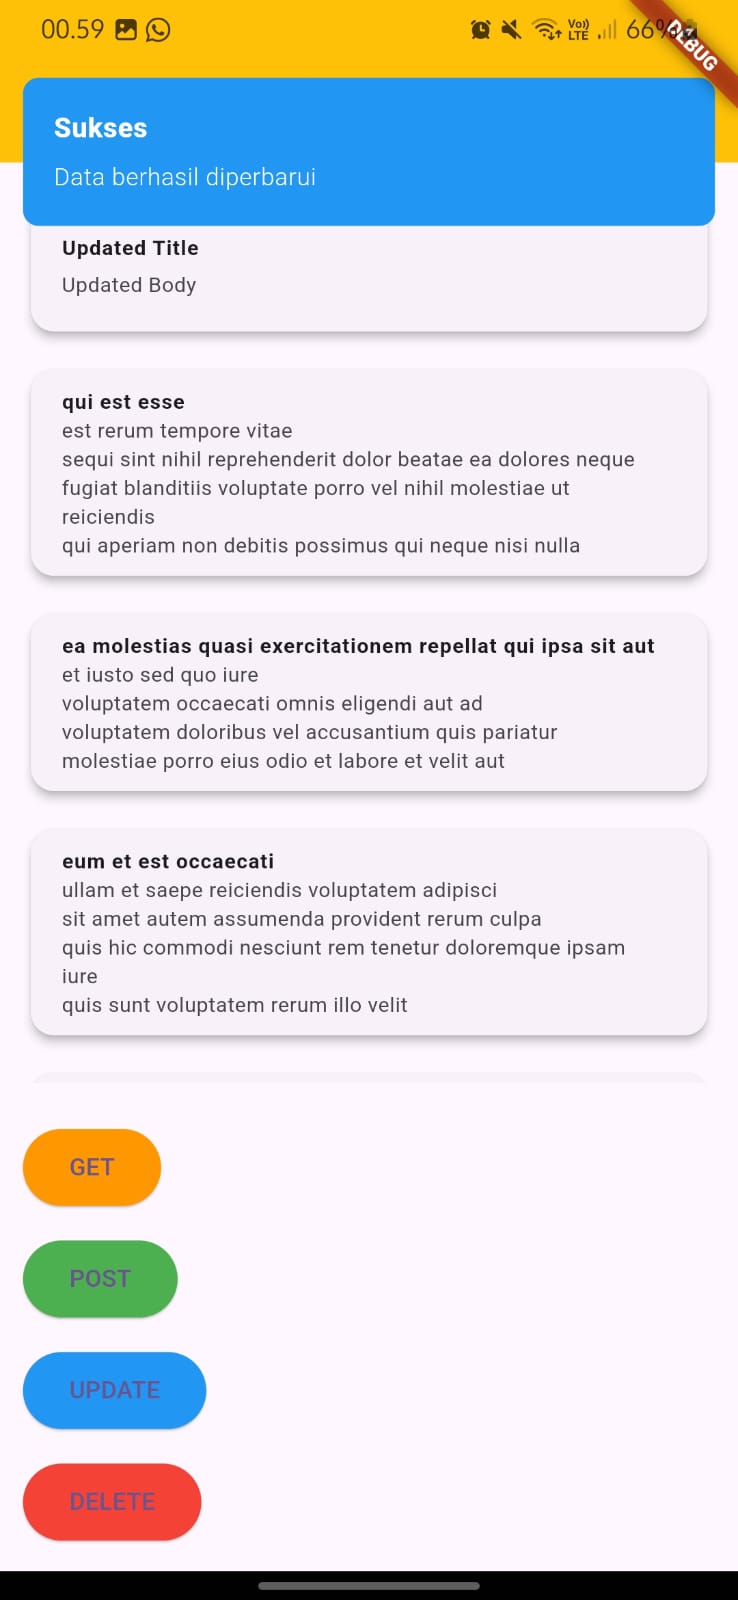 00.59
Vo))
LTE
66%
DEBUG
Sukses
Data berhasil diperbarui
Updated Title
Updated Body
qui est esse
est rerum tempore vitae
sequi sint nihil reprehenderit dolor beatae ea dolores neque
fugiat blanditiis voluptate porro vel nihil molestiae ut
reiciendis
qui aperiam non debitis possimus qui neque nisi nulla
ea molestias quasi exercitationem repellat qui ipsa sit aut
et iusto sed quo iure
voluptatem occaecati omnis eligendi aut ad
voluptatem doloribus vel accusantium quis pariatur
molestiae porro eius odio et labore et velit aut
eum et est occaecati
ullam et saepe reiciendis voluptatem adipisci
sit amet autem assumenda provident rerum culpa
quis hic commodi nesciunt rem tenetur doloremque ipsam
iure
quis sunt voluptatem rerum illo velit
GET
POST
UPDATE
DELETE